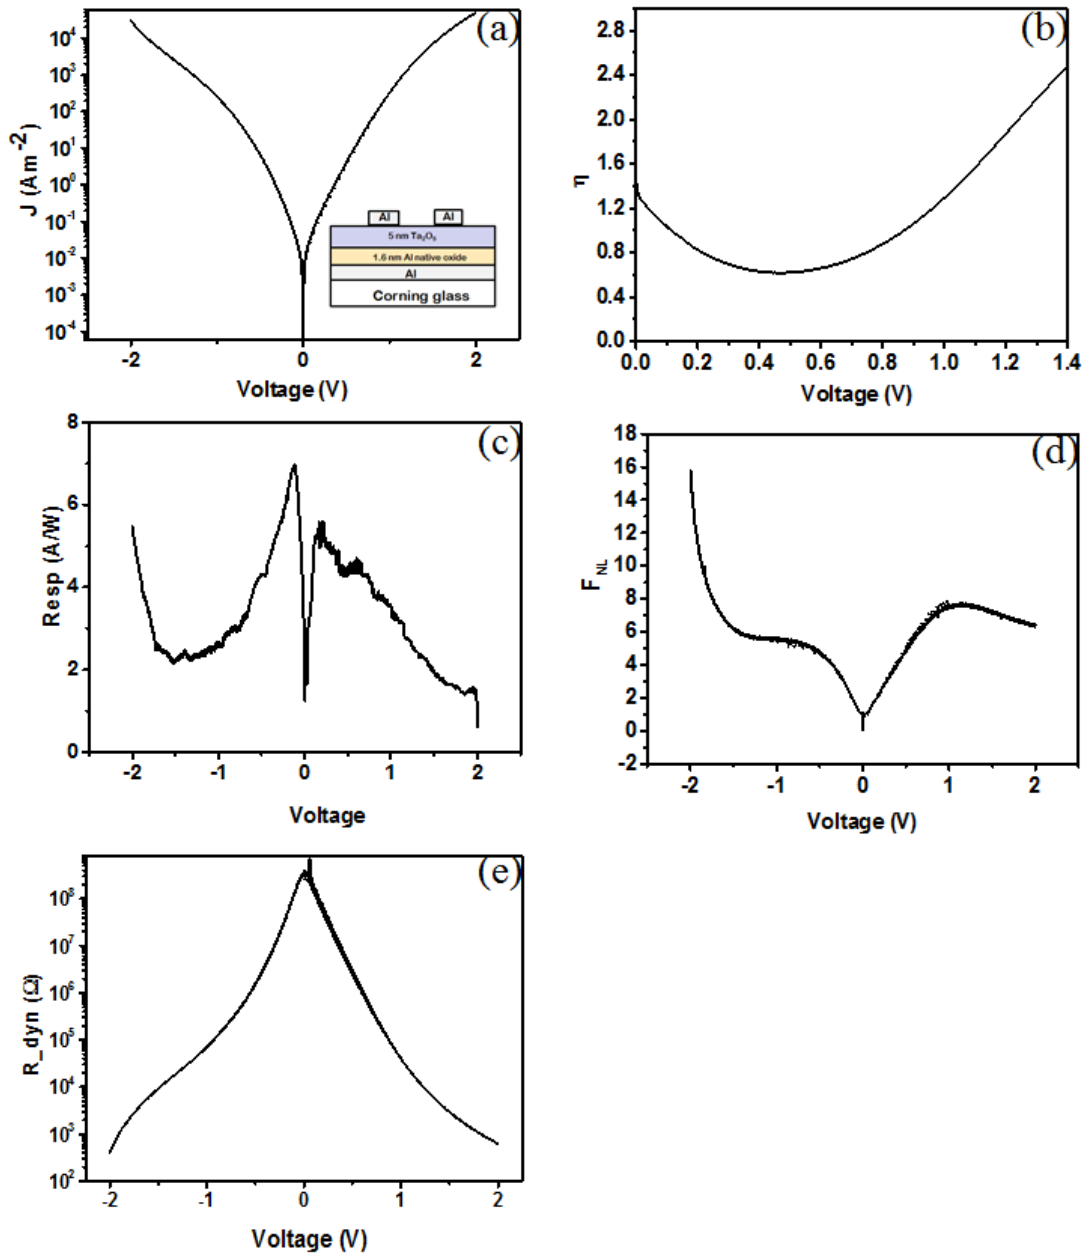 (a)
10⁴
10³
10²
10¹
10⁰
10⁻¹
10⁻²
10⁻³
10⁻⁴
J (Am⁻²)
Al Al
5 nm Ta₂O₅
1.6 nm Al native oxide
Al
Corning glass
-2 0 2
Voltage (V)
(b)
2.8
2.4
2.0
1.6
1.2
0.8
0.4
0.0
η
0.0 0.2 0.4 0.6 0.8 1.0 1.2 1.4
Voltage (V)
(c)
8
6
4
2
0
Resp (A/W)
-2 -1 0 1 2
Voltage
(d)
18
16
14
12
10
8
6
4
2
0
-2
F_NL
-2 -1 0 1 2
Voltage (V)
(e)
10⁸
10⁷
10⁶
10⁵
10⁴
10³
10²
R_dyn (Ω)
-2 -1 0 1 2
Voltage (V)